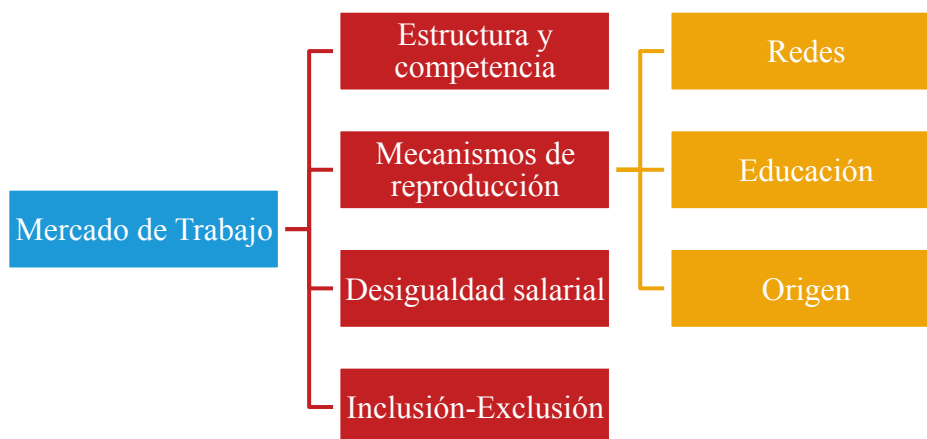 Mercado de Trabajo
Estructura y
competencia
Mecanismos de
reproducción
Desigualdad salarial
Inclusión-Exclusión
Redes
Educación
Origen